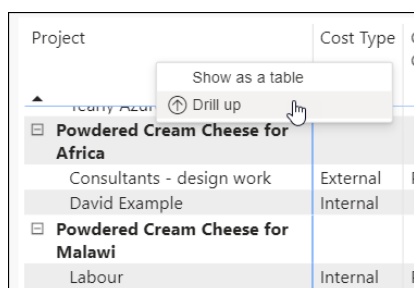 Project
Cost Type
Show as a table
Drill up
Powdered Cream Cheese for
Africa
Consultants - design work
External
David Example
Internal
Powdered Cream Cheese for
Malawi
Labour
Internal